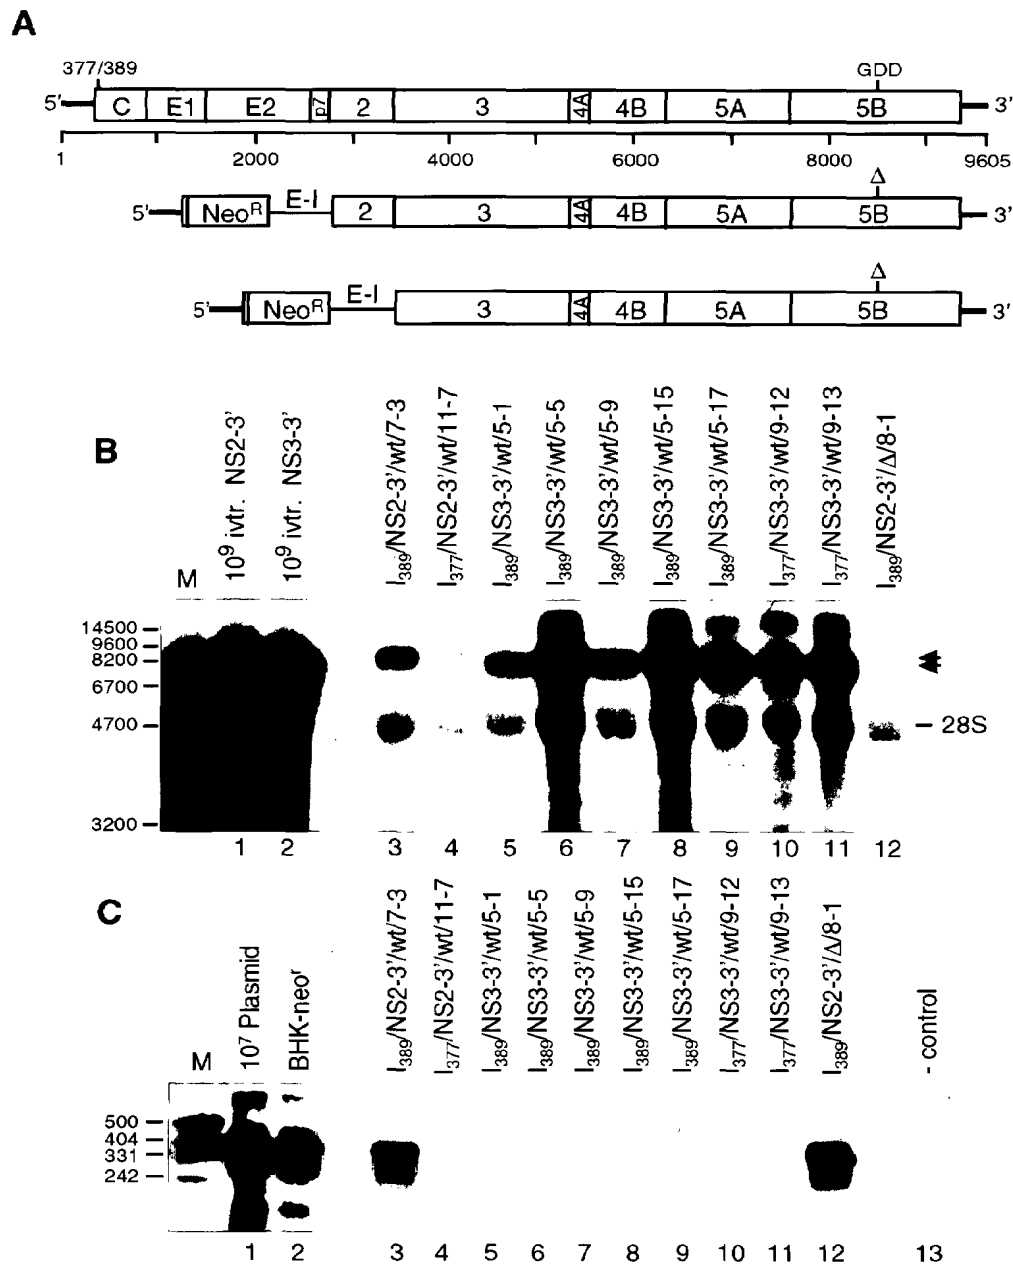 A
377/389
GDD
5' C E1 E2 p7 2 3 4A 4B 5A 5B 3'
1 2000 4000 6000 8000 9605
Δ
5' Neo^R E-I 2 3 4A 4B 5A 5B 3'
Δ
5' Neo^R E-I 3 4A 4B 5A 5B 3'
B
M
10⁹ ivtr. NS2-3'
10⁹ ivtr. NS3-3'
I₃₈₉/NS2-3'/wt/7-3
I₃₇₇/NS2-3'/wt/11-7
I₃₈₉/NS3-3'/wt/5-1
I₃₈₉/NS3-3'/wt/5-5
I₃₈₉/NS3-3'/wt/5-9
I₃₈₉/NS3-3'/wt/5-15
I₃₈₉/NS3-3'/wt/5-17
I₃₇₇/NS3-3'/wt/9-12
I₃₇₇/NS3-3'/wt/9-13
I₃₈₉/NS2-3'/Δ/8-1
14500
9600
8200
6700
4700
3200
28S
1 2 3 4 5 6 7 8 9 10 11 12
C
M
10⁷ Plasmid
BHK-neoʳ
I₃₈₉/NS2-3'/wt/7-3
I₃₇₇/NS2-3'/wt/11-7
I₃₈₉/NS3-3'/wt/5-1
I₃₈₉/NS3-3'/wt/5-5
I₃₈₉/NS3-3'/wt/5-9
I₃₈₉/NS3-3'/wt/5-15
I₃₈₉/NS3-3'/wt/5-17
I₃₇₇/NS3-3'/wt/9-12
I₃₇₇/NS3-3'/wt/9-13
I₃₈₉/NS2-3'/Δ/8-1
- control
500
404
331
242
1 2 3 4 5 6 7 8 9 10 11 12 13